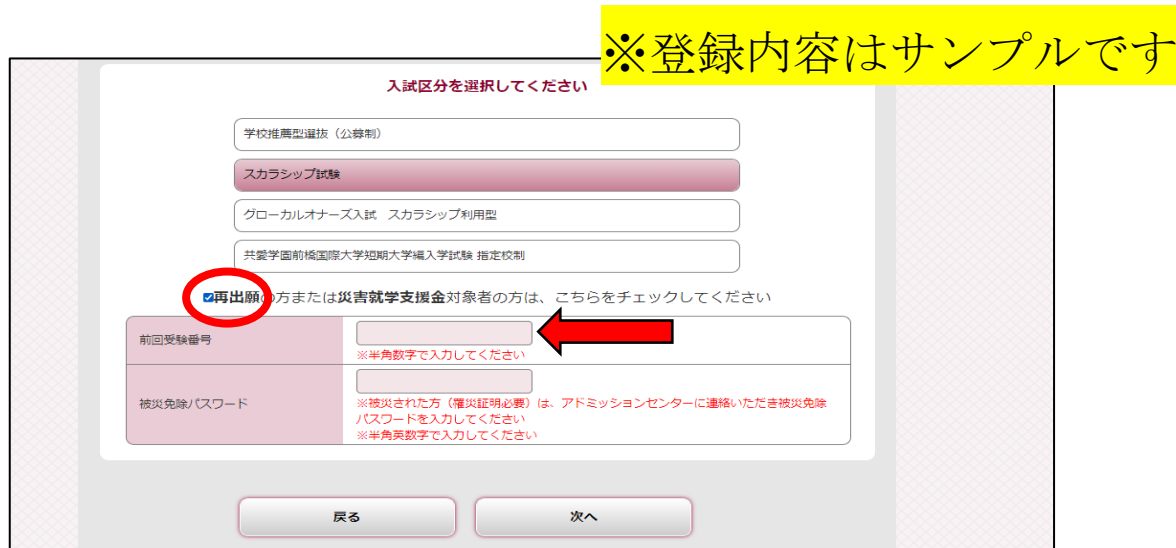 ※登録内容はサンプルです
入試区分を選択してください
学校推薦型選抜（公募制）
スカラシップ試験
グローカルオナーズ入試　スカラシップ利用型
共愛学園前橋国際大学短期大学編入学試験 指定校制
再出願の方または災害就学支援金対象者の方は、こちらをチェックしてください
前回受験番号
※半角数字で入力してください
被災免除パスワード
※被災された方（罹災証明必要）は、アドミッションセンターに連絡いただき被災免除
パスワードを入力してください
※半角英数字で入力してください
戻る
次へ